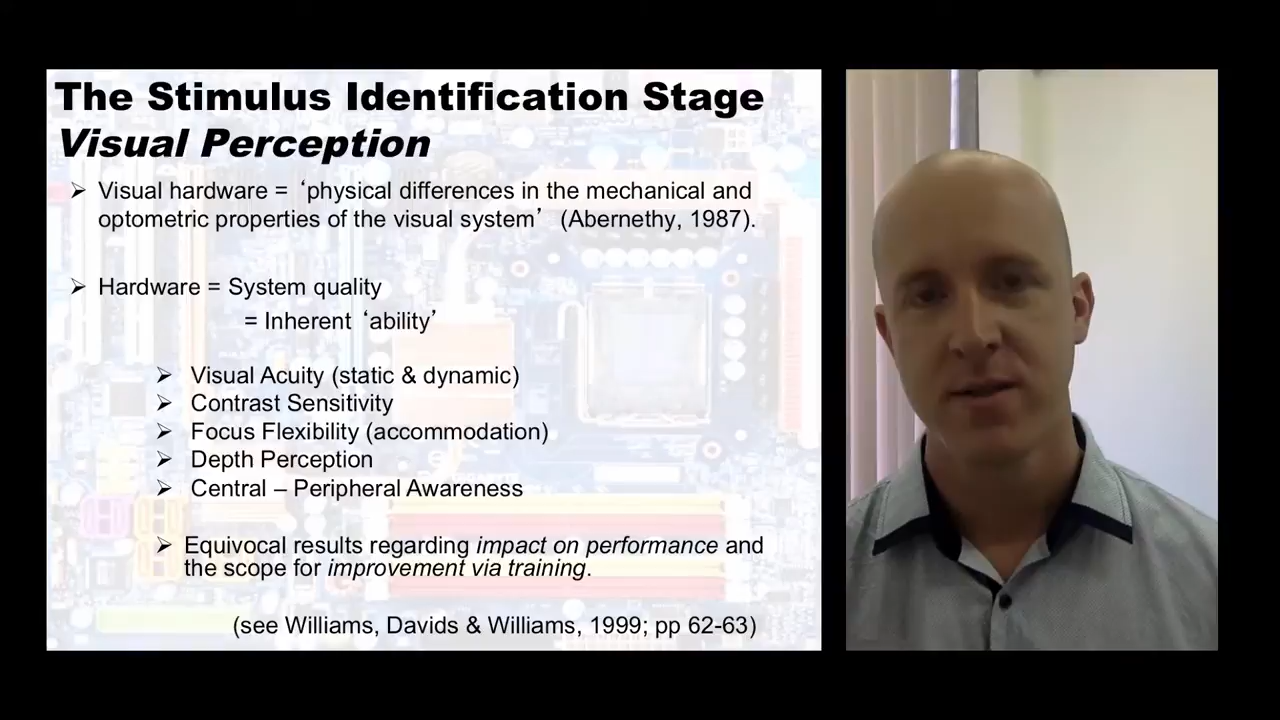 The Stimulus Identification Stage
Visual Perception
➢ Visual hardware = ‘physical differences in the mechanical and
optometric properties of the visual system’ (Abernethy, 1987).
➢ Hardware = System quality
= Inherent ‘ability’
➢ Visual Acuity (static & dynamic)
➢ Contrast Sensitivity
➢ Focus Flexibility (accommodation)
➢ Depth Perception
➢ Central – Peripheral Awareness
➢ Equivocal results regarding impact on performance and
the scope for improvement via training.
(see Williams, Davids & Williams, 1999; pp 62-63)